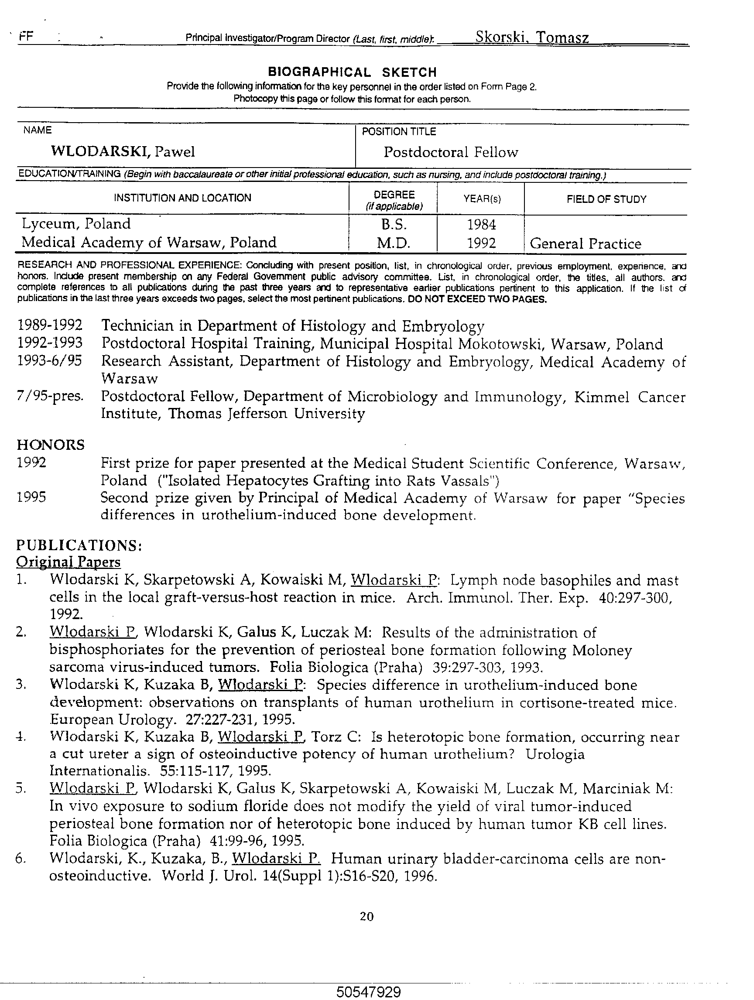 FF
Principal Investigator/Program Director (Last, first, middle): Skorski, Tomasz
BIOGRAPHICAL SKETCH
Provide the following information for the key personnel in the order listed on Form Page 2.
Photocopy this page or follow this format for each person.
NAME
POSITION TITLE
WLODARSKI, Pawel
Postdoctoral Fellow
EDUCATION/TRAINING (Begin with baccalaureate or other initial professional education, such as nursing, and include postdoctoral training.)
INSTITUTION AND LOCATION
DEGREE (if applicable)
YEAR(s)
FIELD OF STUDY
Lyceum, Poland B.S. 1984
Medical Academy of Warsaw, Poland M.D. 1992 General Practice
RESEARCH AND PROFESSIONAL EXPERIENCE: Concluding with present position, list, in chronological order, previous employment, experience, and
honors. Include present membership on any Federal Government public advisory committee. List, in chronological order, the titles, all authors, and
complete references to all publications during the past three years and to representative earlier publications pertinent to this application. If the list of
publications in the last three years exceeds two pages, select the most pertinent publications. DO NOT EXCEED TWO PAGES.
1989-1992 Technician in Department of Histology and Embryology
1992-1993 Postdoctoral Hospital Training, Municipal Hospital Mokotowski, Warsaw, Poland
1993-6/95 Research Assistant, Department of Histology and Embryology, Medical Academy of
Warsaw
7/95-pres. Postdoctoral Fellow, Department of Microbiology and Immunology, Kimmel Cancer
Institute, Thomas Jefferson University
HONORS
1992 First prize for paper presented at the Medical Student Scientific Conference, Warsaw,
Poland ("Isolated Hepatocytes Grafting into Rats Vassals")
1995 Second prize given by Principal of Medical Academy of Warsaw for paper "Species
differences in urothelium-induced bone development.
PUBLICATIONS:
Original Papers
1. Wlodarski K, Skarpetowski A, Kowalski M, Wlodarski P: Lymph node basophiles and mast
cells in the local graft-versus-host reaction in mice. Arch. Immunol. Ther. Exp. 40:297-300,
1992.
2. Wlodarski P, Wlodarski K, Galus K, Luczak M: Results of the administration of
bisphosphoriates for the prevention of periosteal bone formation following Moloney
sarcoma virus-induced tumors. Folia Biologica (Praha) 39:297-303, 1993.
3. Wlodarski K, Kuzaka B, Wlodarski P: Species difference in urothelium-induced bone
development: observations on transplants of human urothelium in cortisone-treated mice.
European Urology. 27:227-231, 1995.
4. Wlodarski K, Kuzaka B, Wlodarski P, Torz C: Is heterotopic bone formation, occurring near
a cut ureter a sign of osteoinductive potency of human urothelium? Urologia
Internationalis. 55:115-117, 1995.
5. Wlodarski P, Wlodarski K, Galus K, Skarpetowski A, Kowaiski M, Luczak M, Marciniak M:
In vivo exposure to sodium floride does not modify the yield of viral tumor-induced
periosteal bone formation nor of heterotopic bone induced by human tumor KB cell lines.
Folia Biologica (Praha) 41:99-96, 1995.
6. Wlodarski, K., Kuzaka, B., Wlodarski P. Human urinary bladder-carcinoma cells are non-
osteoinductive. World J. Urol. 14(Suppl 1):S16-S20, 1996.
20
50547929